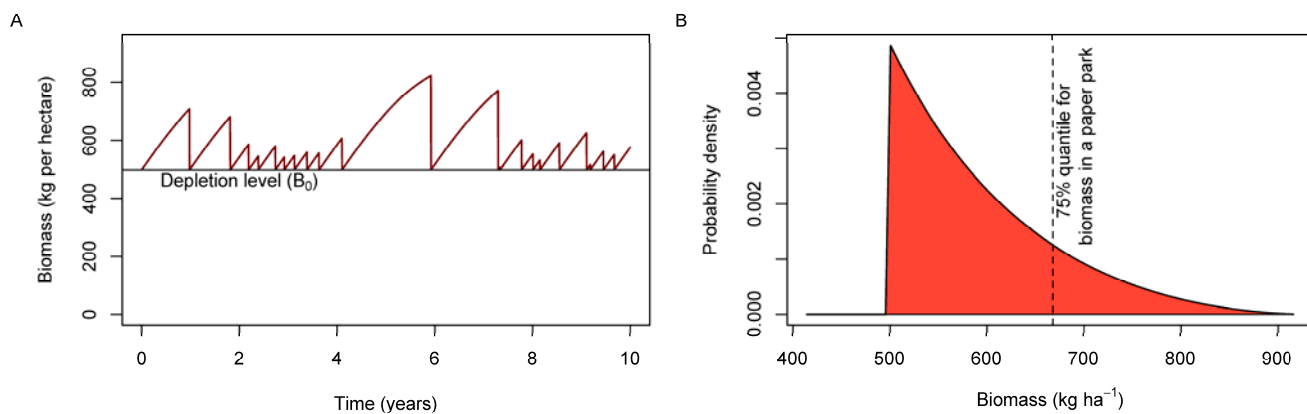 A
Biomass (kg per hectare)
800
600
400
200
0
Depletion level (B₀)
0 2 4 6 8 10
Time (years)
B
Probability density
0.004
0.002
0.000
75% quantile for
biomass in a paper park
400 500 600 700 800 900
Biomass (kg ha⁻¹)